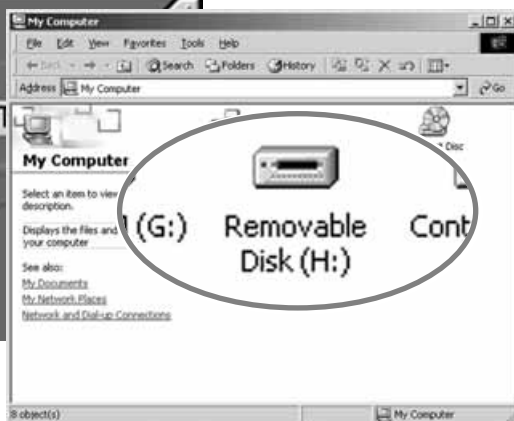 My Computer
File Edit View Favorites Tools Help
Back Search Folders History
Address My Computer Go
Disc
My Computer
Select an item to view
description.
Displays the files and
your computer
See also:
My Documents
My Network Places
Network and Dial-up Connections
(G:)
Removable
Disk (H:)
Cont
8 object(s) My Computer